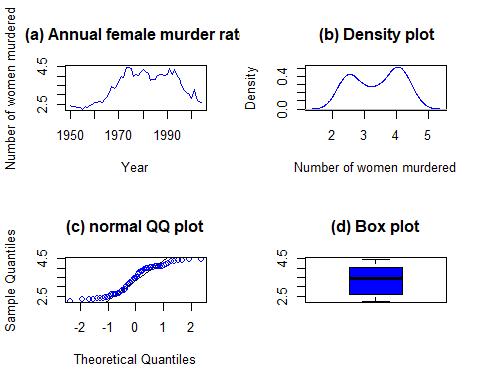 (a) Annual female murder rat
Number of women murdered
4.5
2.5
1950
1970
1990
Year
(b) Density plot
Density
0.4
0.0
2
3
4
5
Number of women murdered
(c) normal QQ plot
Sample Quantiles
4.5
2.5
-2
-1
0
1
2
Theoretical Quantiles
(d) Box plot
4.5
2.5